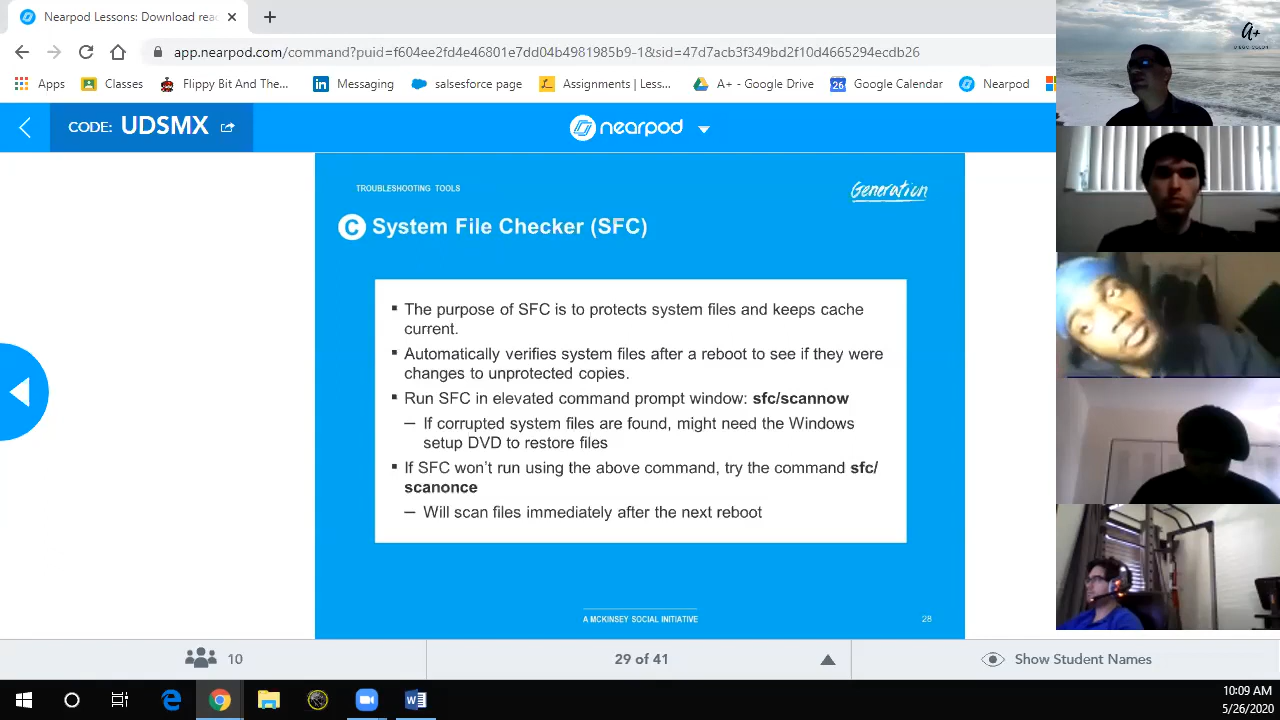 Nearpod Lessons: Download rea
app.nearpod.com/command?puid=f604ee2fd4e46801e7dd04b4981985b9-1&sid=47d7acb3f349bd2f10d4665294ecdb26
Apps Classes Flippy Bit And The... Messaging salseforce page Assignments | Less... A+ - Google Drive 26 Google Calendar Nearpod
CODE: UDSMX
nearpod
TROUBLESHOOTING TOOLS
Generation
C System File Checker (SFC)
▪ The purpose of SFC is to protects system files and keeps cache
current.
▪ Automatically verifies system files after a reboot to see if they were
changes to unprotected copies.
▪ Run SFC in elevated command prompt window: sfc/scannow
– If corrupted system files are found, might need the Windows
setup DVD to restore files
▪ If SFC won't run using the above command, try the command sfc/
scanonce
– Will scan files immediately after the next reboot
A MCKINSEY SOCIAL INITIATIVE
28
10
29 of 41
Show Student Names
10:09 AM
5/26/2020
A+